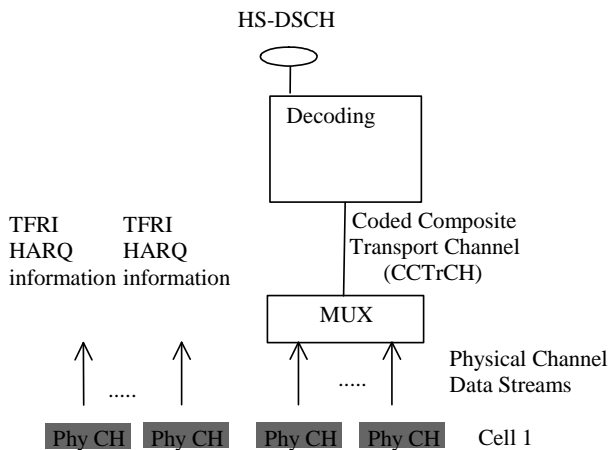 HS-DSCH
Decoding
TFRI
HARQ
information
TFRI
HARQ
information
Coded Composite
Transport Channel
(CCTrCH)
MUX
Physical Channel
Data Streams
.....
.....
Phy CH
Phy CH
Phy CH
Phy CH
Cell 1